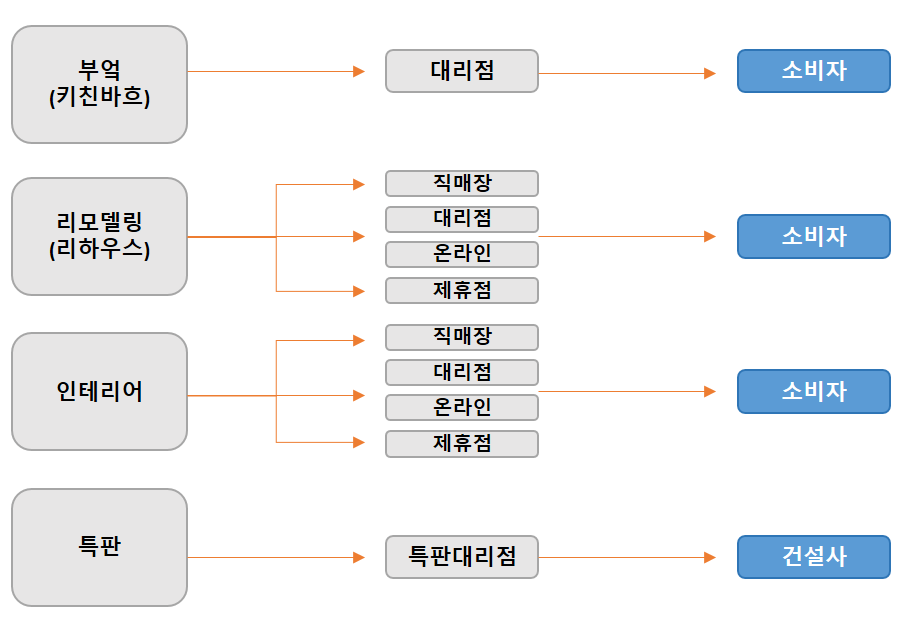 부엌
(키친바흐)
대리점
소비자
리모델링
(리하우스)
직매장
대리점
온라인
제휴점
소비자
인테리어
직매장
대리점
온라인
제휴점
소비자
특판
특판대리점
건설사